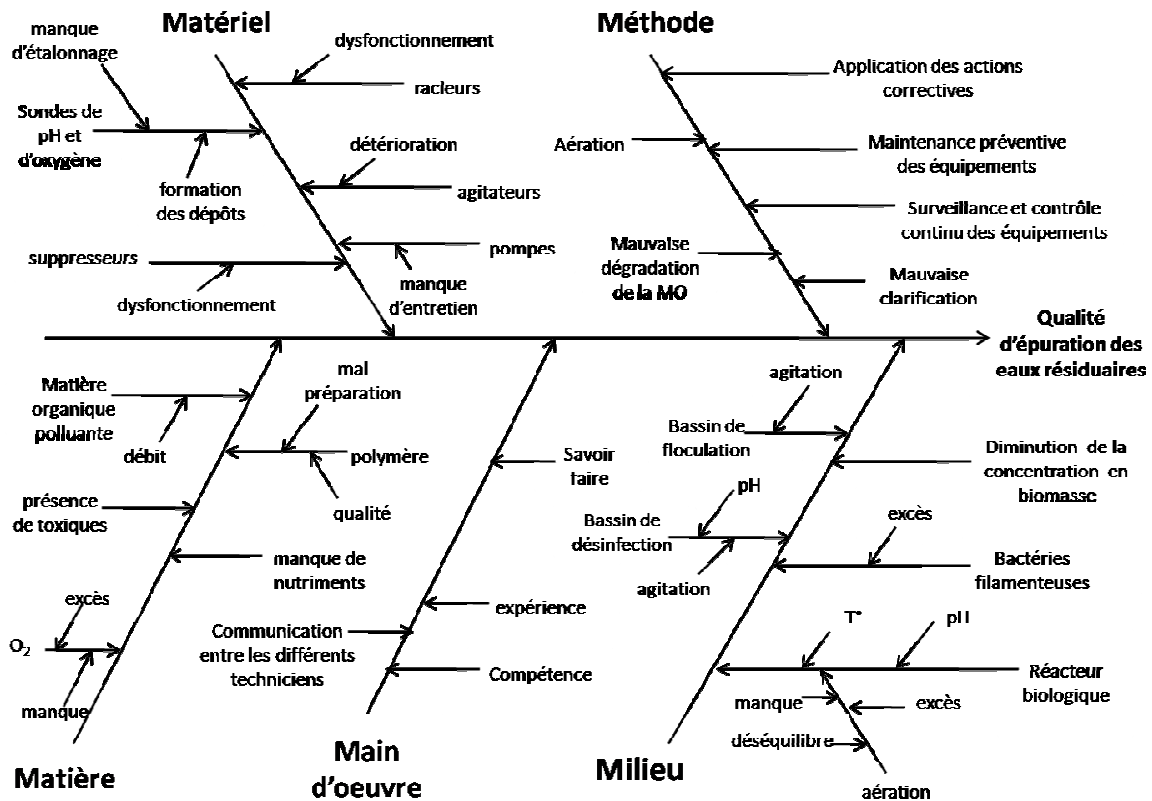 Matériel
manque
d'étalonnage
dysfonctionnement
racleurs
Sondes de
pH et
d'oxygène
formation
des dépôts
détérioration
agitateurs
suppresseurs
dysfonctionnement
pompes
manque
d'entretien
Méthode
Application des actions
correctives
Aération
Maintenance préventive
des équipements
Surveillance et contrôle
continu des équipements
Mauvaise
dégradation
de la MO
Mauvaise
clarification
Qualité
d'épuration des
eaux résiduaires
Matière
organique
polluante
débit
mal
préparation
polymère
qualité
présence
de toxiques
manque de
nutriments
excès
O₂
manque
Matière
Savoir
faire
expérience
Communication
entre les différents
techniciens
Compétence
Main
d'oeuvre
agitation
Bassin de
floculation
Diminution de la
concentration en
biomasse
pH
Bassin de
désinfection
agitation
excès
Bactéries
filamenteuses
T°
pH
Réacteur
biologique
manque
excès
déséquilibre
aération
Milieu